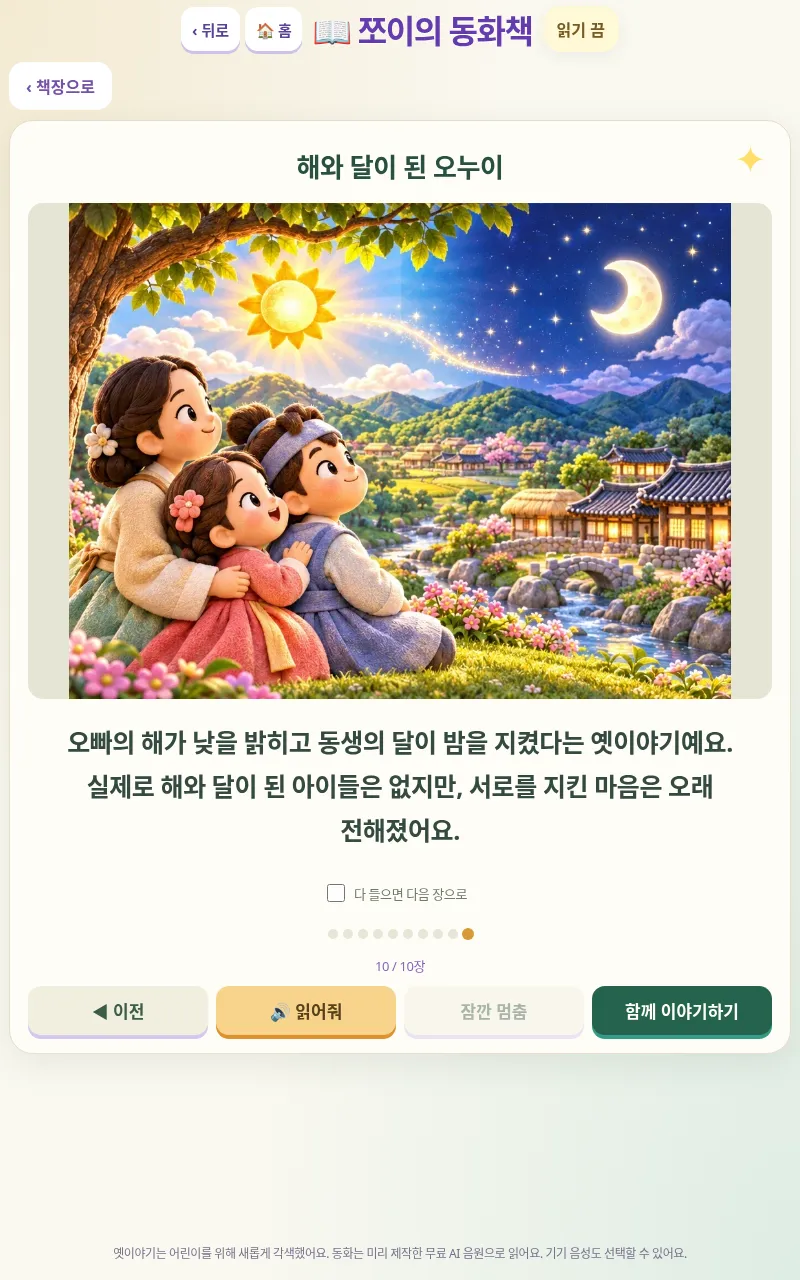 ‹ 뒤로
🏠 홈
📖 쪼이의 동화책
읽기 끝
‹ 책장으로
해와 달이 된 오누이
오빠의 해가 낮을 밝히고 동생의 달이 밤을 지켰다는 옛이야기예요.
실제로 해와 달이 된 아이들은 없지만, 서로를 지킨 마음은 오래
전해졌어요.
다 들으면 다음 장으로
10 / 10장
◀ 이전
🔊 읽어줘
잠깐 멈춤
함께 이야기하기
옛이야기는 어린이를 위해 새롭게 각색했어요. 동화는 미리 제작한 무료 AI 음원으로 읽어요. 기기 음성도 선택할 수 있어요.